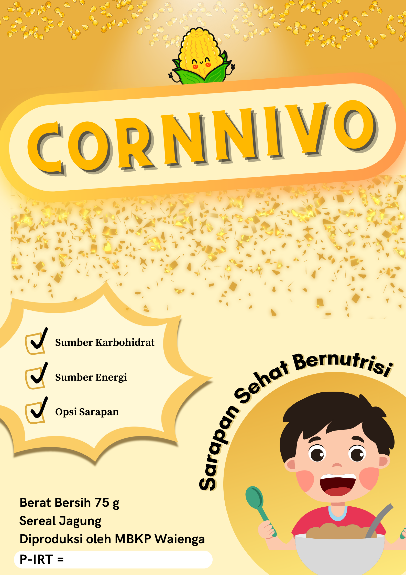 CORNNIVO
Sumber Karbohidrat
Sumber Energi
Opsi Sarapan
Sarapan Sehat Bernutrisi
Berat Bersih 75 g
Sereal Jagung
Diproduksi oleh MBKP Waienga
P-IRT =